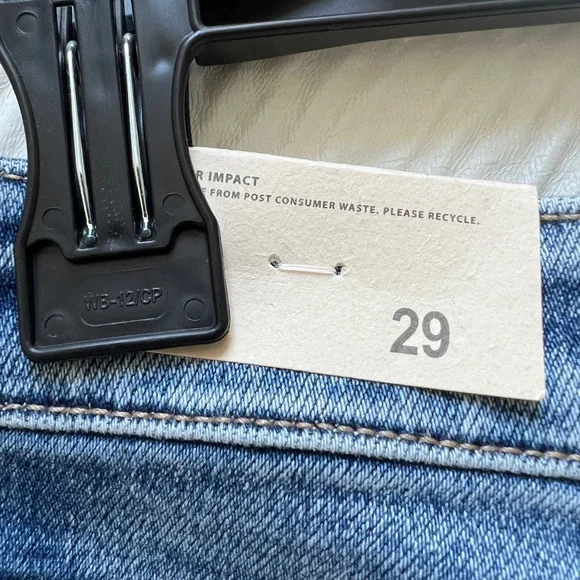 R IMPACT
E FROM POST CONSUMER WASTE. PLEASE RECYCLE.
WB-12/CP
29